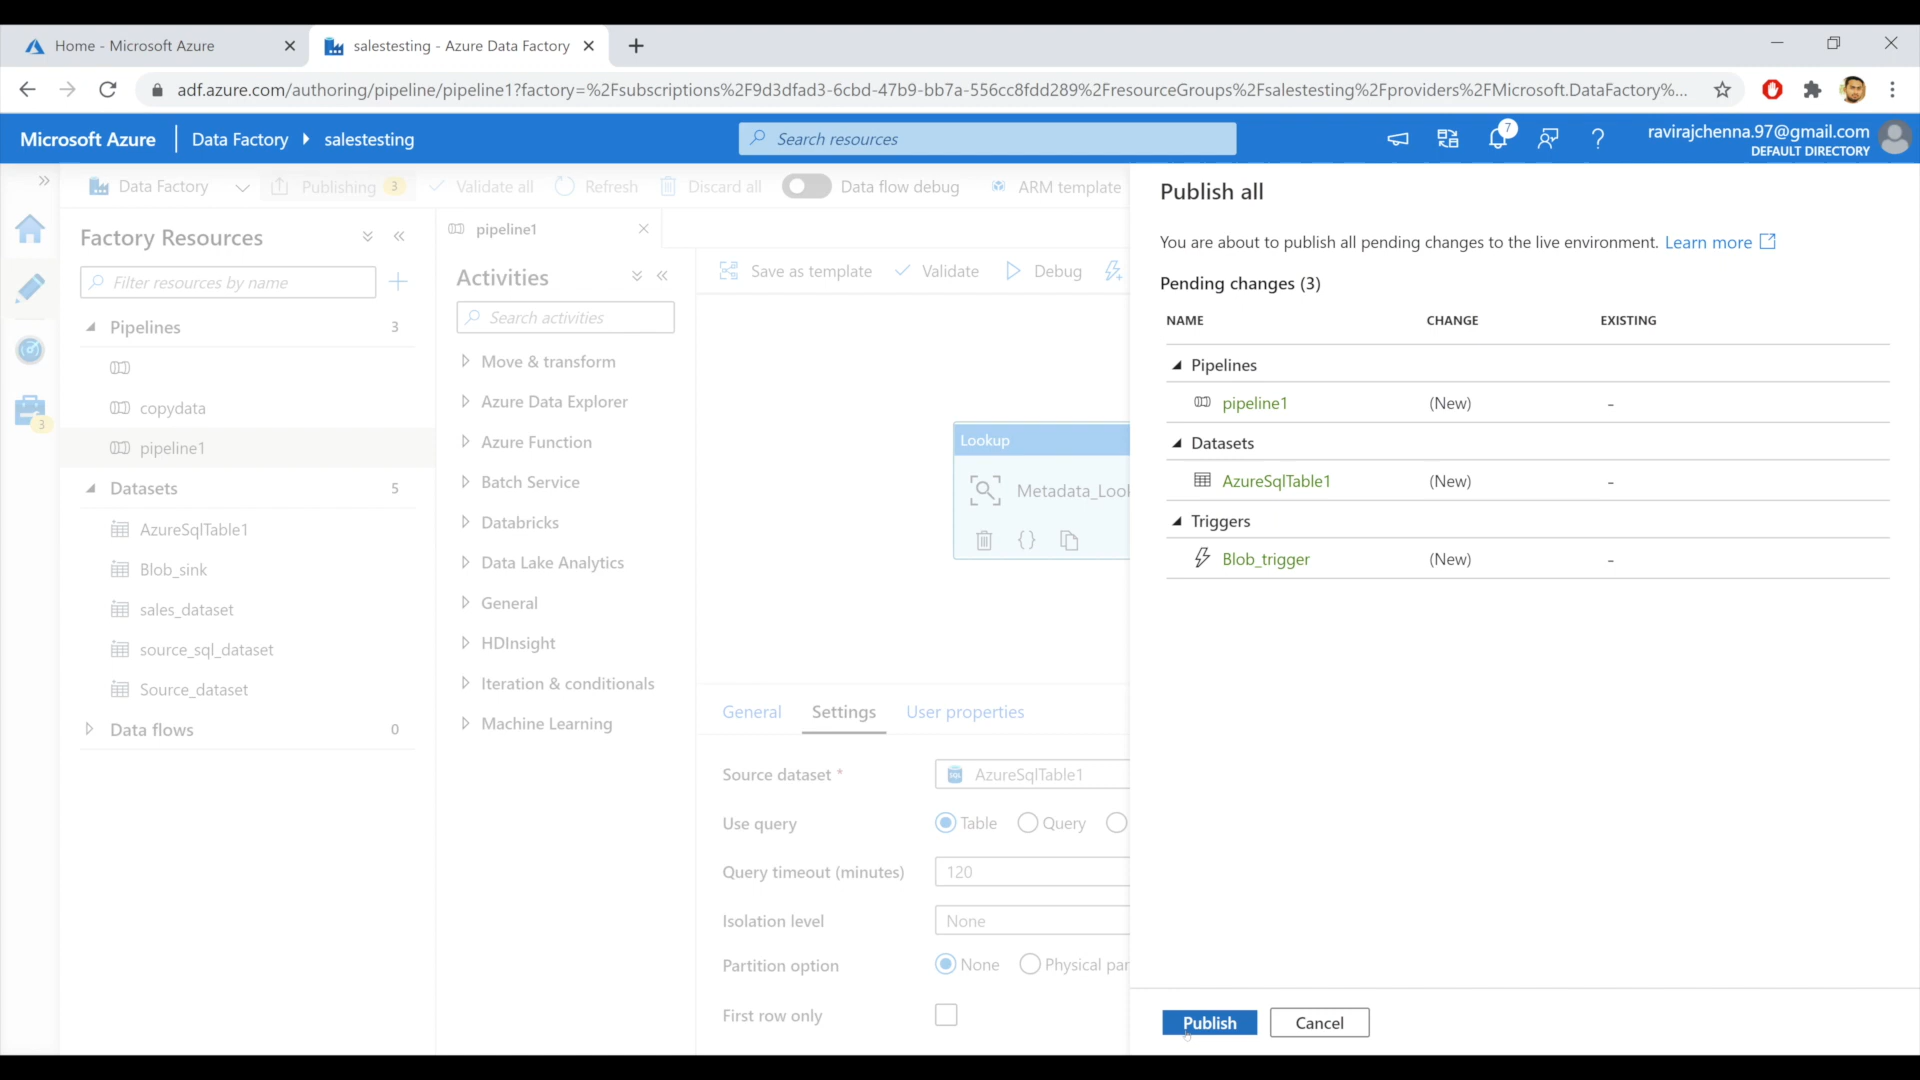 Home - Microsoft Azure
salestesting - Azure Data Factory
adf.azure.com/authoring/pipeline/pipeline1?factory=%2Fsubscriptions%2F9d3dfad3-6cbd-47b9-bb7a-556cc8fdd289%2FresourceGroups%2Fsalestesting%2Fproviders%2FMicrosoft.DataFactory%...
Microsoft Azure
Data Factory
salestesting
Search resources
7
ravirajchenna.97@gmail.com
DEFAULT DIRECTORY
Data Factory
Publishing 3
Validate all
Refresh
Discard all
Data flow debug
ARM template
3
Factory Resources
Filter resources by name
Pipelines 3
copydata
pipeline1
Datasets 5
AzureSqlTable1
Blob_sink
sales_dataset
source_sql_dataset
Source_dataset
Data flows 0
pipeline1
Activities
Search activities
Move & transform
Azure Data Explorer
Azure Function
Batch Service
Databricks
Data Lake Analytics
General
HDInsight
Iteration & conditionals
Machine Learning
Save as template
Validate
Debug
Lookup
Metadata_Look
{}
General
Settings
User properties
Source dataset *
SQL
AzureSqlTable1
Use query
Table
Query
Query timeout (minutes)
120
Isolation level
None
Partition option
None
Physical par
First row only
Publish all
You are about to publish all pending changes to the live environment. Learn more
Pending changes (3)
NAME CHANGE EXISTING
Pipelines
pipeline1 (New) -
Datasets
AzureSqlTable1 (New) -
Triggers
Blob_trigger (New) -
Publish
Cancel